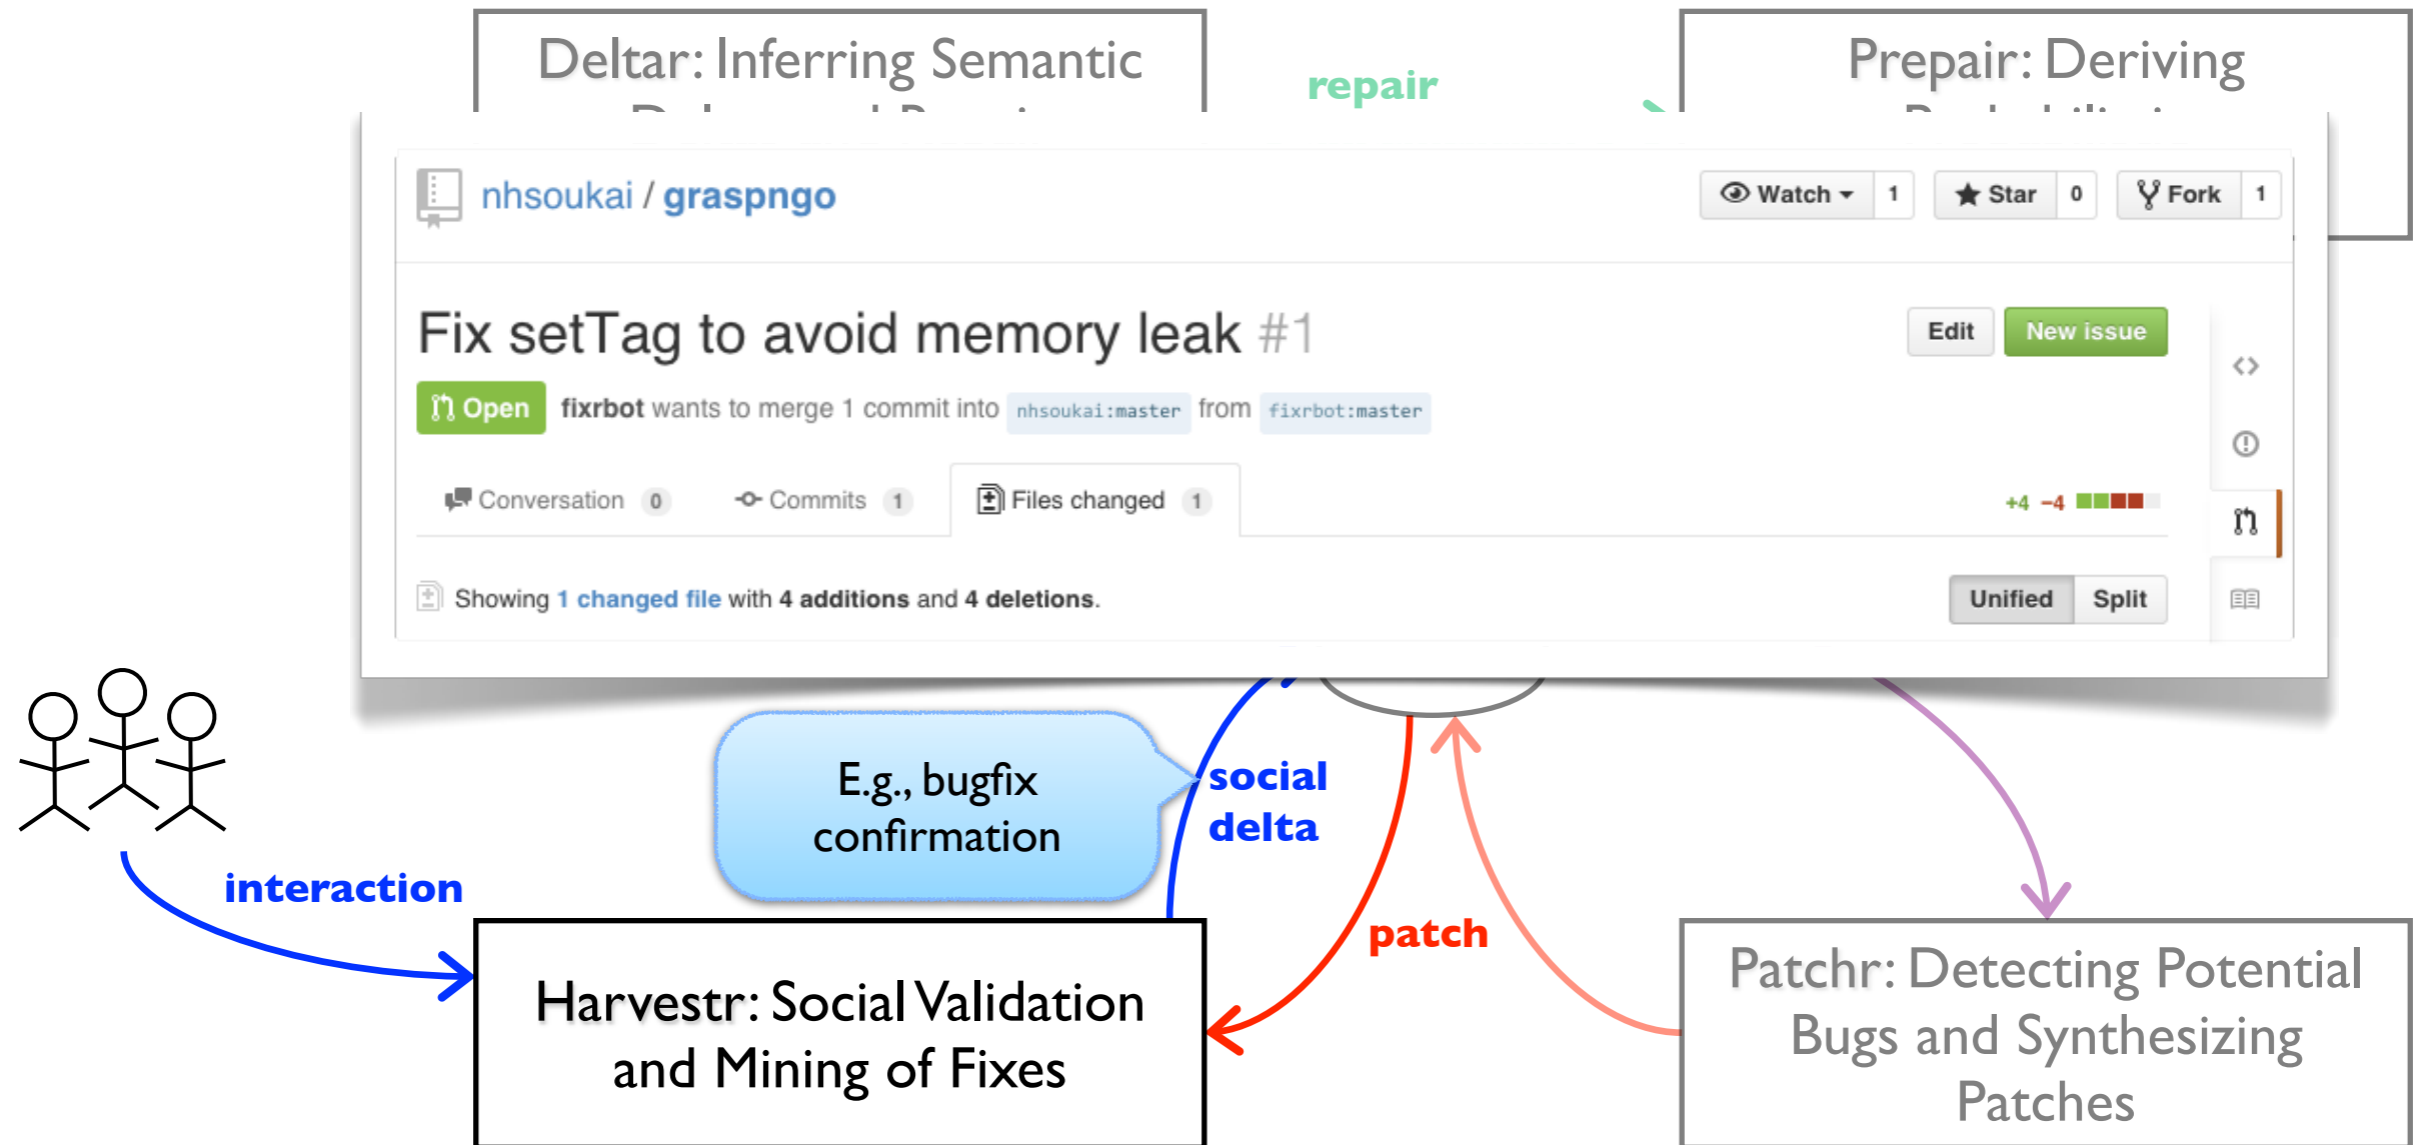 Deltar: Inferring Semantic
repair
Prepair: Deriving
nhsoukai / graspngo
Watch 1
Star 0
Fork 1
Fix setTag to avoid memory leak #1
Edit
New issue
Open fixrbot wants to merge 1 commit into nhsoukai:master from fixrbot:master
Conversation 0
Commits 1
Files changed 1
+4 −4
Showing 1 changed file with 4 additions and 4 deletions.
Unified Split
E.g., bugfix
confirmation
social
delta
interaction
patch
Harvestr: Social Validation
and Mining of Fixes
Patchr: Detecting Potential
Bugs and Synthesizing
Patches